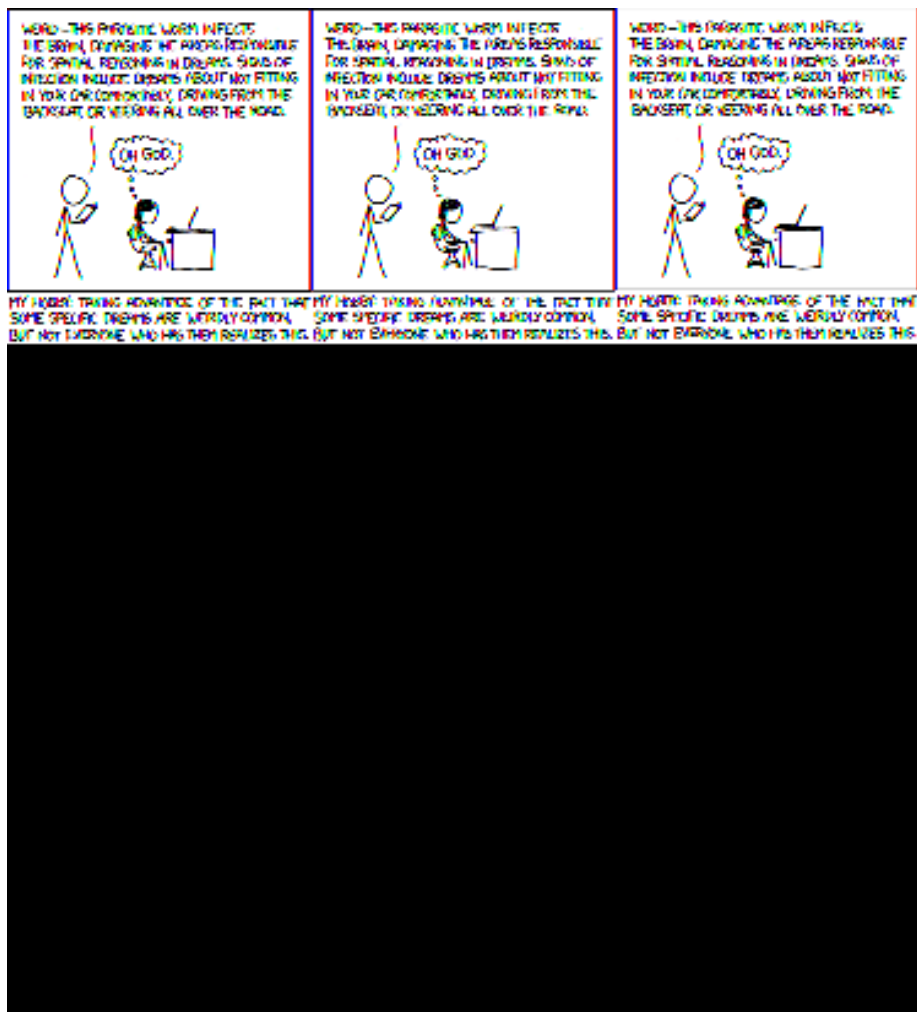 WEIRD--THIS PARASITIC WORM INFECTS
THE BRAIN, DAMAGING THE AREAS RESPONSIBLE
FOR SPATIAL REASONING IN DREAMS. SIGNS OF
INFECTION INCLUDE DREAMS ABOUT NOT FITTING
IN YOUR CAR COMFORTABLY, DRIVING FROM THE
BACKSEAT, OR VEERING ALL OVER THE ROAD.
OH GOD.
MY HOBBY: TAKING ADVANTAGE OF THE FACT THAT
SOME SPECIFIC DREAMS ARE WEIRDLY COMMON,
BUT NOT EVERYONE WHO HAS THEM REALIZES THIS.
WEIRD--THIS PARASITIC WORM INFECTS
THE BRAIN, DAMAGING THE AREAS RESPONSIBLE
FOR SPATIAL REASONING IN DREAMS. SIGNS OF
INFECTION INCLUDE DREAMS ABOUT NOT FITTING
IN YOUR CAR COMFORTABLY, DRIVING FROM THE
BACKSEAT, OR VEERING ALL OVER THE ROAD.
OH GOD.
MY HOBBY: TAKING ADVANTAGE OF THE FACT THAT
SOME SPECIFIC DREAMS ARE WEIRDLY COMMON,
BUT NOT EVERYONE WHO HAS THEM REALIZES THIS.
WEIRD--THIS PARASITIC WORM INFECTS
THE BRAIN, DAMAGING THE AREAS RESPONSIBLE
FOR SPATIAL REASONING IN DREAMS. SIGNS OF
INFECTION INCLUDE DREAMS ABOUT NOT FITTING
IN YOUR CAR COMFORTABLY, DRIVING FROM THE
BACKSEAT, OR VEERING ALL OVER THE ROAD.
OH GOD.
MY HOBBY: TAKING ADVANTAGE OF THE FACT THAT
SOME SPECIFIC DREAMS ARE WEIRDLY COMMON,
BUT NOT EVERYONE WHO HAS THEM REALIZES THIS.